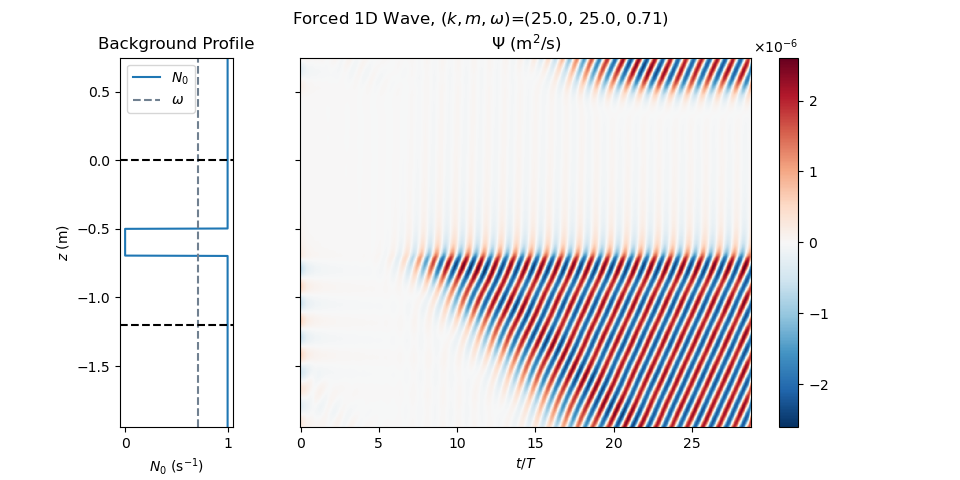 Forced 1D Wave, (k, m, ω)=(25.0, 25.0, 0.71)
Background Profile
Ψ (m²/s)
×10⁻⁶
N₀
ω
0.5
0.0
−0.5
−1.0
−1.5
z (m)
0 1
N₀ (s⁻¹)
0 5 10 15 20 25
t/T
2
1
0
−1
−2